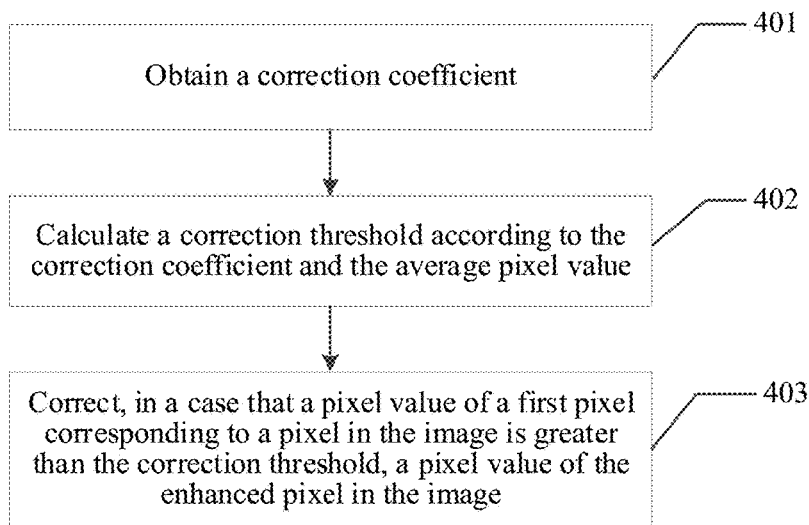 401
Obtain a correction coefficient
402
Calculate a correction threshold according to the
correction coefficient and the average pixel value
403
Correct, in a case that a pixel value of a first pixel
corresponding to a pixel in the image is greater
than the correction threshold, a pixel value of the
enhanced pixel in the image